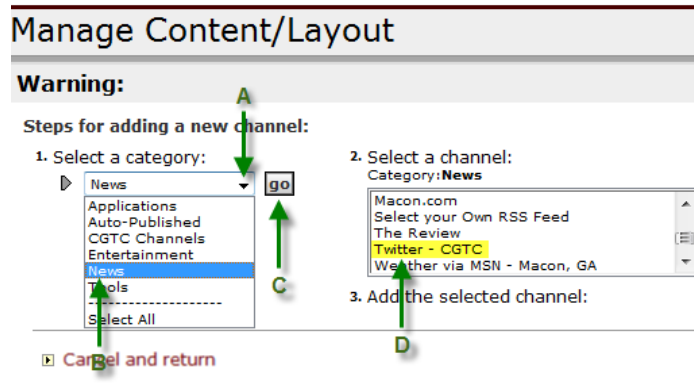 Manage Content/Layout
Warning:
A
Steps for adding a new channel:
1. Select a category:
News
go
Applications
Auto-Published
CGTC Channels
Entertainment
News
Tools
--------------------
Select All
B
C
2. Select a channel:
Category:News
Macon.com
Select your Own RSS Feed
The Review
Twitter - CGTC
Weather via MSN - Macon, GA
3. Add the selected channel:
D
Cancel and return